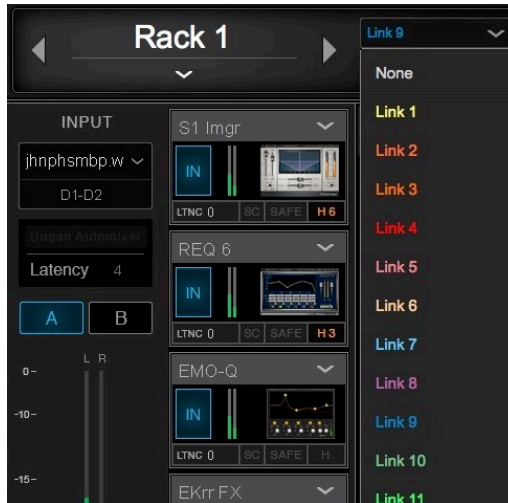 Rack 1
Link 9
None
Link 1
Link 2
Link 3
Link 4
Link 5
Link 6
Link 7
Link 8
Link 9
Link 10
Link 11
INPUT
jhnphsmbp.w
D1-D2
Dugan Automixer
Latency 4
A B
L R
0-
-10-
-15-
S1 Imgr
IN
LTNC 0 SC SAFE H6
REQ 6
IN
LTNC 0 SC SAFE H3
EMO-Q
IN
LTNC 0 SC SAFE H
EKrr FX